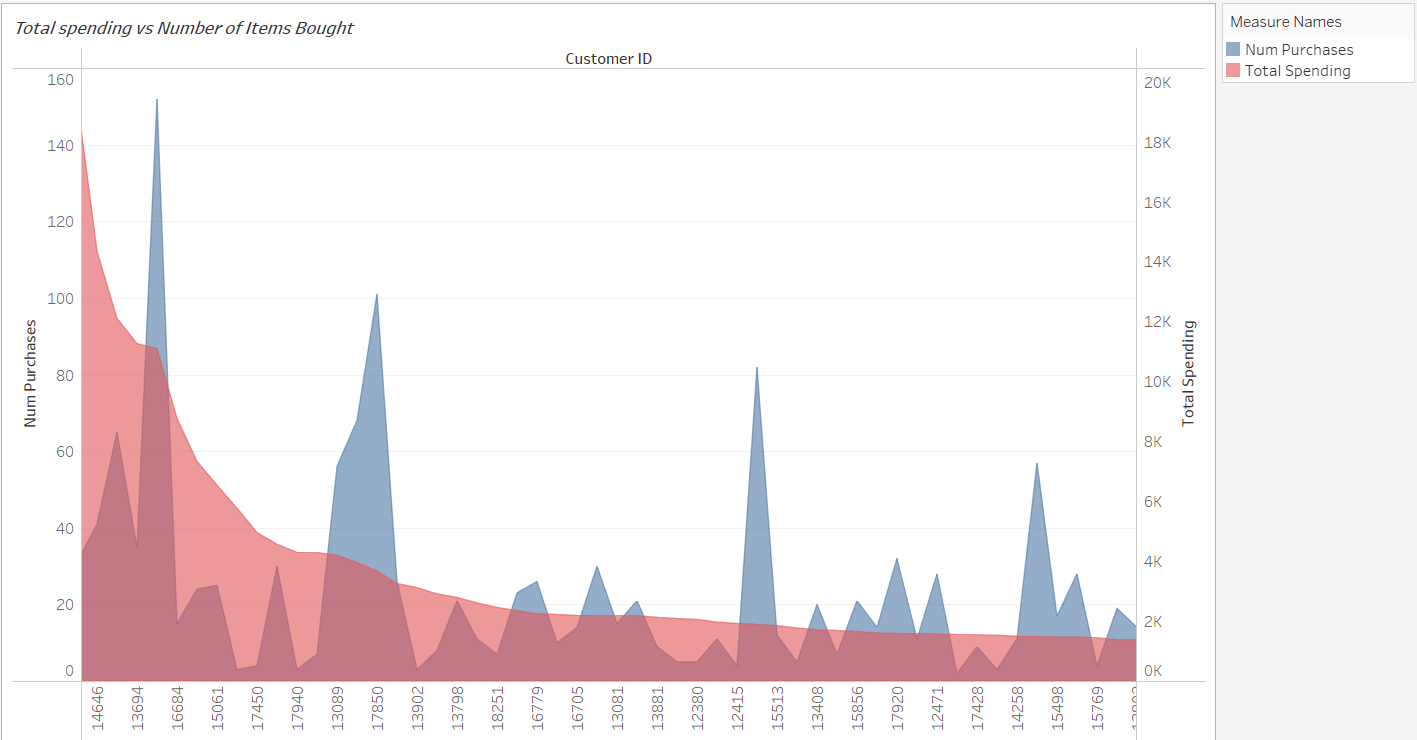 Total spending vs Number of Items Bought
Measure Names
Num Purchases
Total Spending
Customer ID
160
140
120
100
80
60
40
20
0
Num Purchases
20K
18K
16K
14K
12K
10K
8K
6K
4K
2K
0K
Total Spending
14646
13694
16684
15061
17450
17940
13089
17850
13902
13798
18251
16779
16705
13081
13881
12380
12415
15513
13408
15856
17920
12471
17428
14258
15498
15769